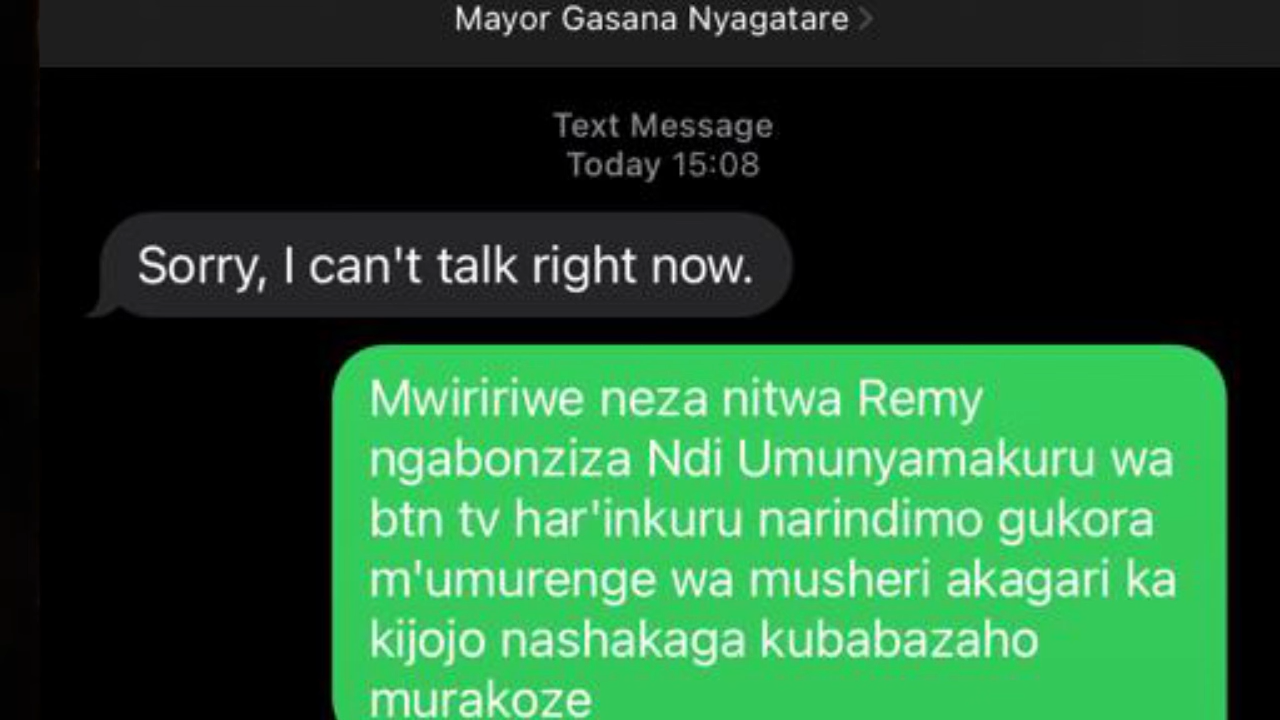 Mayor Gasana Nyagatare
Text Message
Today 15:08
Sorry, I can't talk right now.
Mwiririwe neza nitwa Remy
ngabonziza Ndi Umunyamakuru wa
btn tv har'inkuru narindimo gukora
m'umurenge wa musheri akagari ka
kijojo nashakaga kubabazaho
murakoze